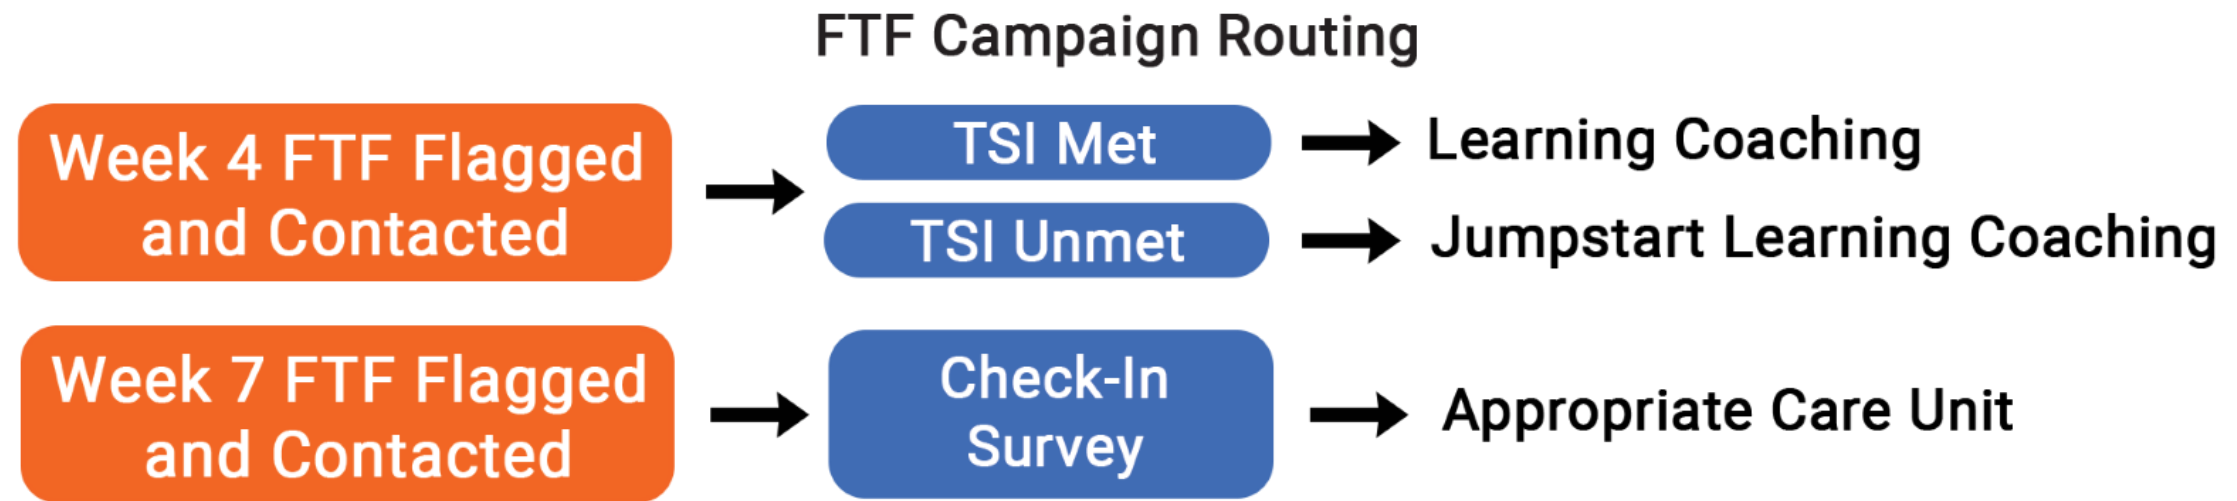 FTF Campaign Routing
Week 4 FTF Flagged
and Contacted
TSI Met
Learning Coaching
TSI Unmet
Jumpstart Learning Coaching
Week 7 FTF Flagged
and Contacted
Check-In
Survey
Appropriate Care Unit